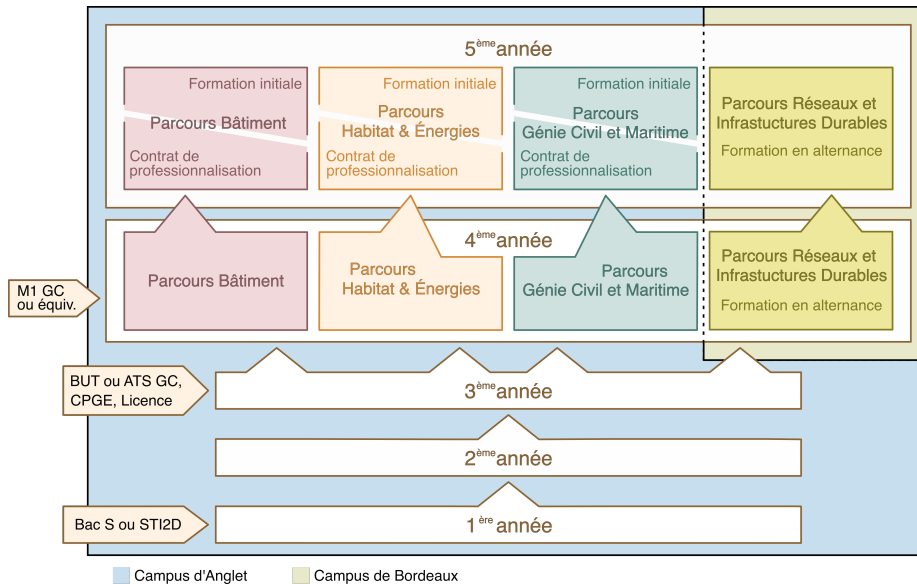 5ème année
Formation initiale
Parcours Bâtiment
Contrat de
professionnalisation
Formation initiale
Parcours
Habitat & Énergies
Contrat de
professionnalisation
Formation initiale
Parcours
Génie Civil et Maritime
Contrat de
professionnalisation
Parcours Réseaux et
Infrastuctures Durables
Formation en alternance
4ème année
Parcours Bâtiment
Parcours
Habitat & Énergies
Parcours
Génie Civil et Maritime
Parcours Réseaux et
Infrastuctures Durables
Formation en alternance
M1 GC
ou équiv.
BUT ou ATS GC,
CPGE, Licence
3ème année
2ème année
Bac S ou STI2D
1ère année
Campus d'Anglet
Campus de Bordeaux